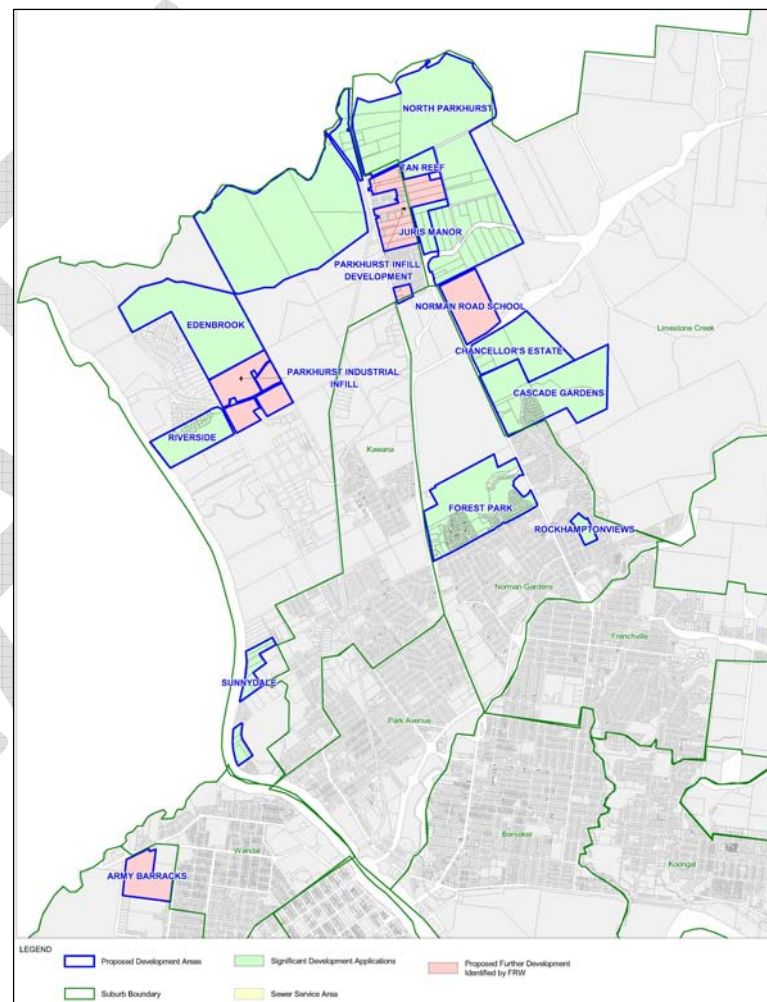 NORTH PARKHURST
TAN REEF
JURIS MANOR
PARKHURST INFILL
DEVELOPMENT
NORMAN ROAD SCHOOL
EDENBROOK
Limestone Creek
CHANCELLOR'S ESTATE
PARKHURST INDUSTRIAL
INFILL
CASCADE GARDENS
RIVERSIDE
Kawana
FOREST PARK
ROCKHAMPTONVIEWS
Norman Gardens
Frenchville
SUNNYDALE
Park Avenue
Berserker
Wandal
Koongal
ARMY BARRACKS
LEGEND
Proposed Development Areas
Significant Development Applications
Proposed Further Development
Identified by FRW
Suburb Boundary
Sewer Service Area